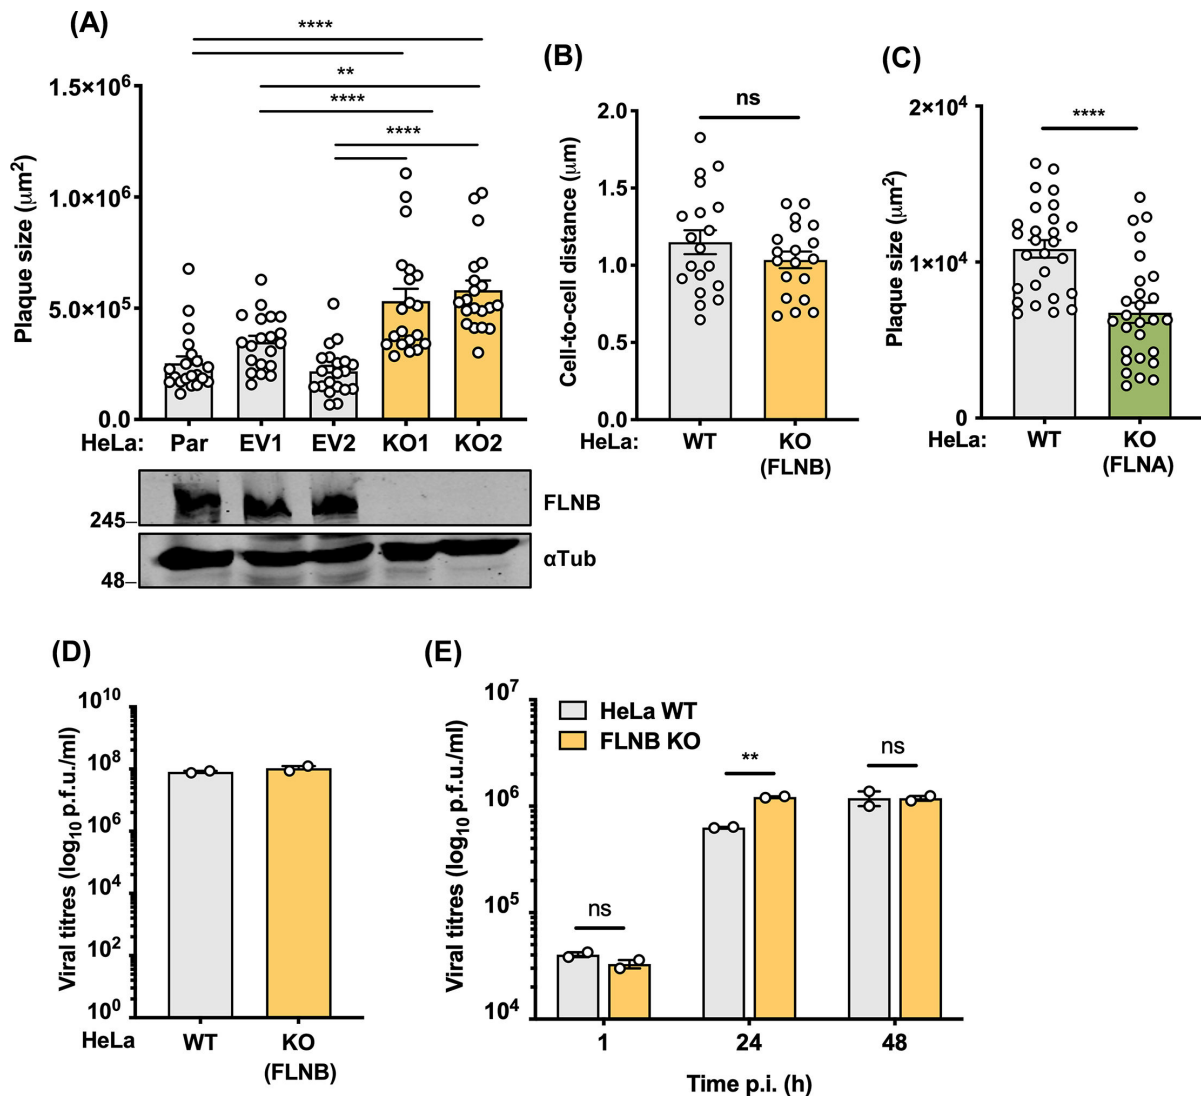 (A)
****
**
****
****
Plaque size (μm²)
1.5×10⁶
1.0×10⁶
5.0×10⁵
0.0
HeLa: Par EV1 EV2 KO1 KO2
245
FLNB
48
αTub
(B)
ns
Cell-to-cell distance (μm)
2.0
1.5
1.0
0.5
0.0
HeLa: WT KO
(FLNB)
(C)
****
Plaque size (μm²)
2×10⁴
1×10⁴
0
HeLa: WT KO
(FLNA)
(D)
Viral titres (log₁₀ p.f.u./ml)
10¹⁰
10⁸
10⁶
10⁴
10²
10⁰
HeLa WT KO
(FLNB)
(E)
Viral titres (log₁₀ p.f.u./ml)
10⁷
10⁶
10⁵
10⁴
HeLa WT
FLNB KO
ns
**
ns
1 24 48
Time p.i. (h)